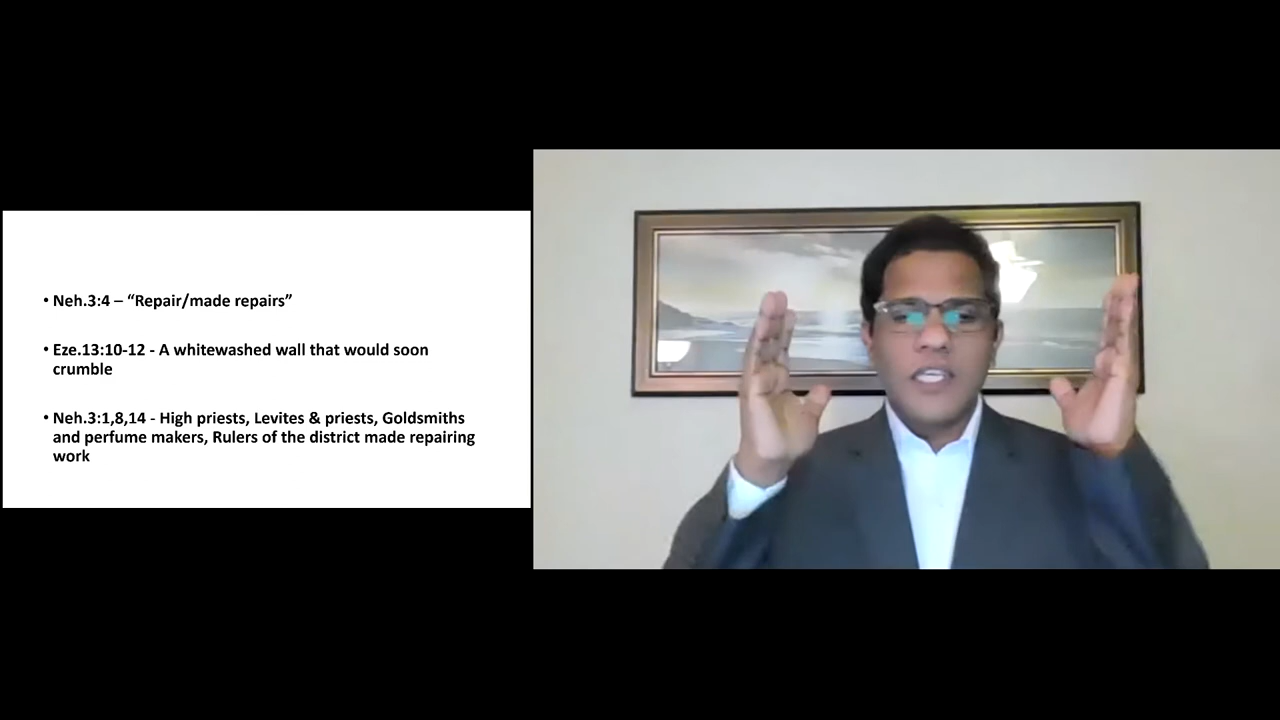 • Neh.3:4 – “Repair/made repairs”
• Eze.13:10-12 - A whitewashed wall that would soon
crumble
• Neh.3:1,8,14 - High priests, Levites & priests, Goldsmiths
and perfume makers, Rulers of the district made repairing
work